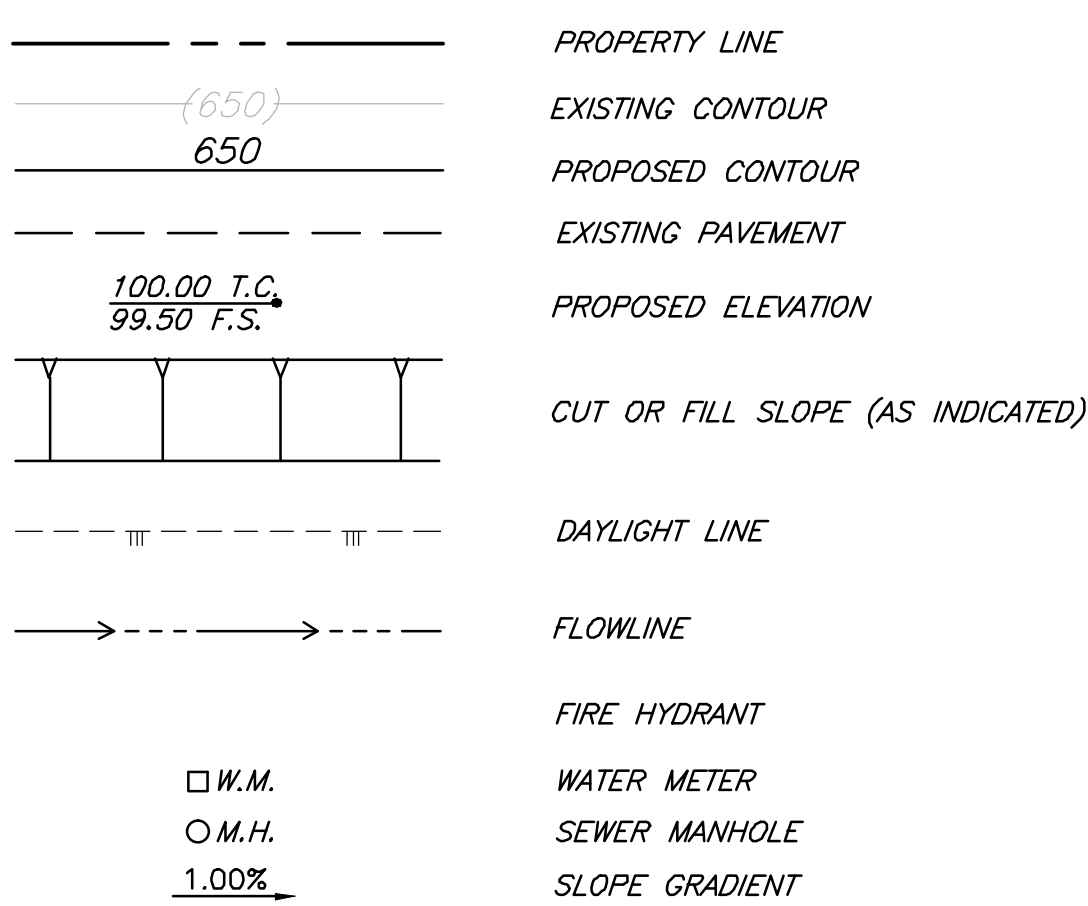 PROPERTY LINE
(650) EXISTING CONTOUR
650 PROPOSED CONTOUR
EXISTING PAVEMENT
100.00 T.C.
99.50 F.S.
PROPOSED ELEVATION
CUT OR FILL SLOPE (AS INDICATED)
DAYLIGHT LINE
FLOWLINE
FIRE HYDRANT
W.M. WATER METER
M.H. SEWER MANHOLE
1.00% SLOPE GRADIENT